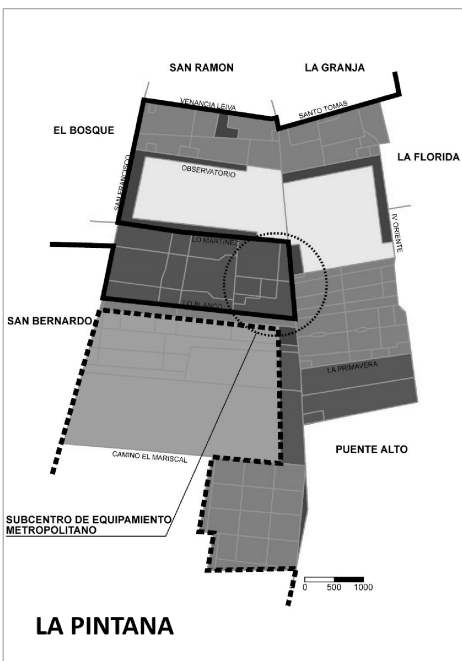 SAN RAMON
LA GRANJA
VENANCIA LEIVA
SANTO TOMAS
EL BOSQUE
LA FLORIDA
OBSERVATORIO
SAN FRANCISCO
IV ORIENTE
LO MARTINEZ
LO BLANCO
SAN BERNARDO
LA PRIMAVERA
PUENTE ALTO
CAMINO EL MARISCAL
SUBCENTRO DE EQUIPAMIENTO
METROPOLITANO
0 500 1000
LA PINTANA